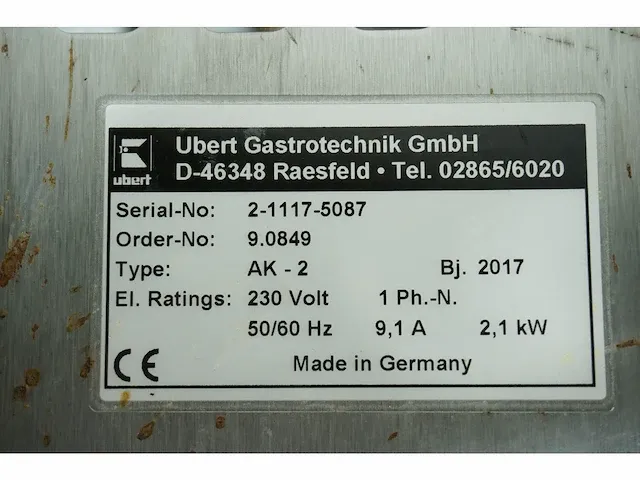 ubert
Ubert Gastrotechnik GmbH
D-46348 Raesfeld • Tel. 02865/6020
Serial-No: 2-1117-5087
Order-No: 9.0849
Type: AK - 2 Bj. 2017
El. Ratings: 230 Volt 1 Ph.-N.
50/60 Hz 9,1 A 2,1 kW
CE Made in Germany